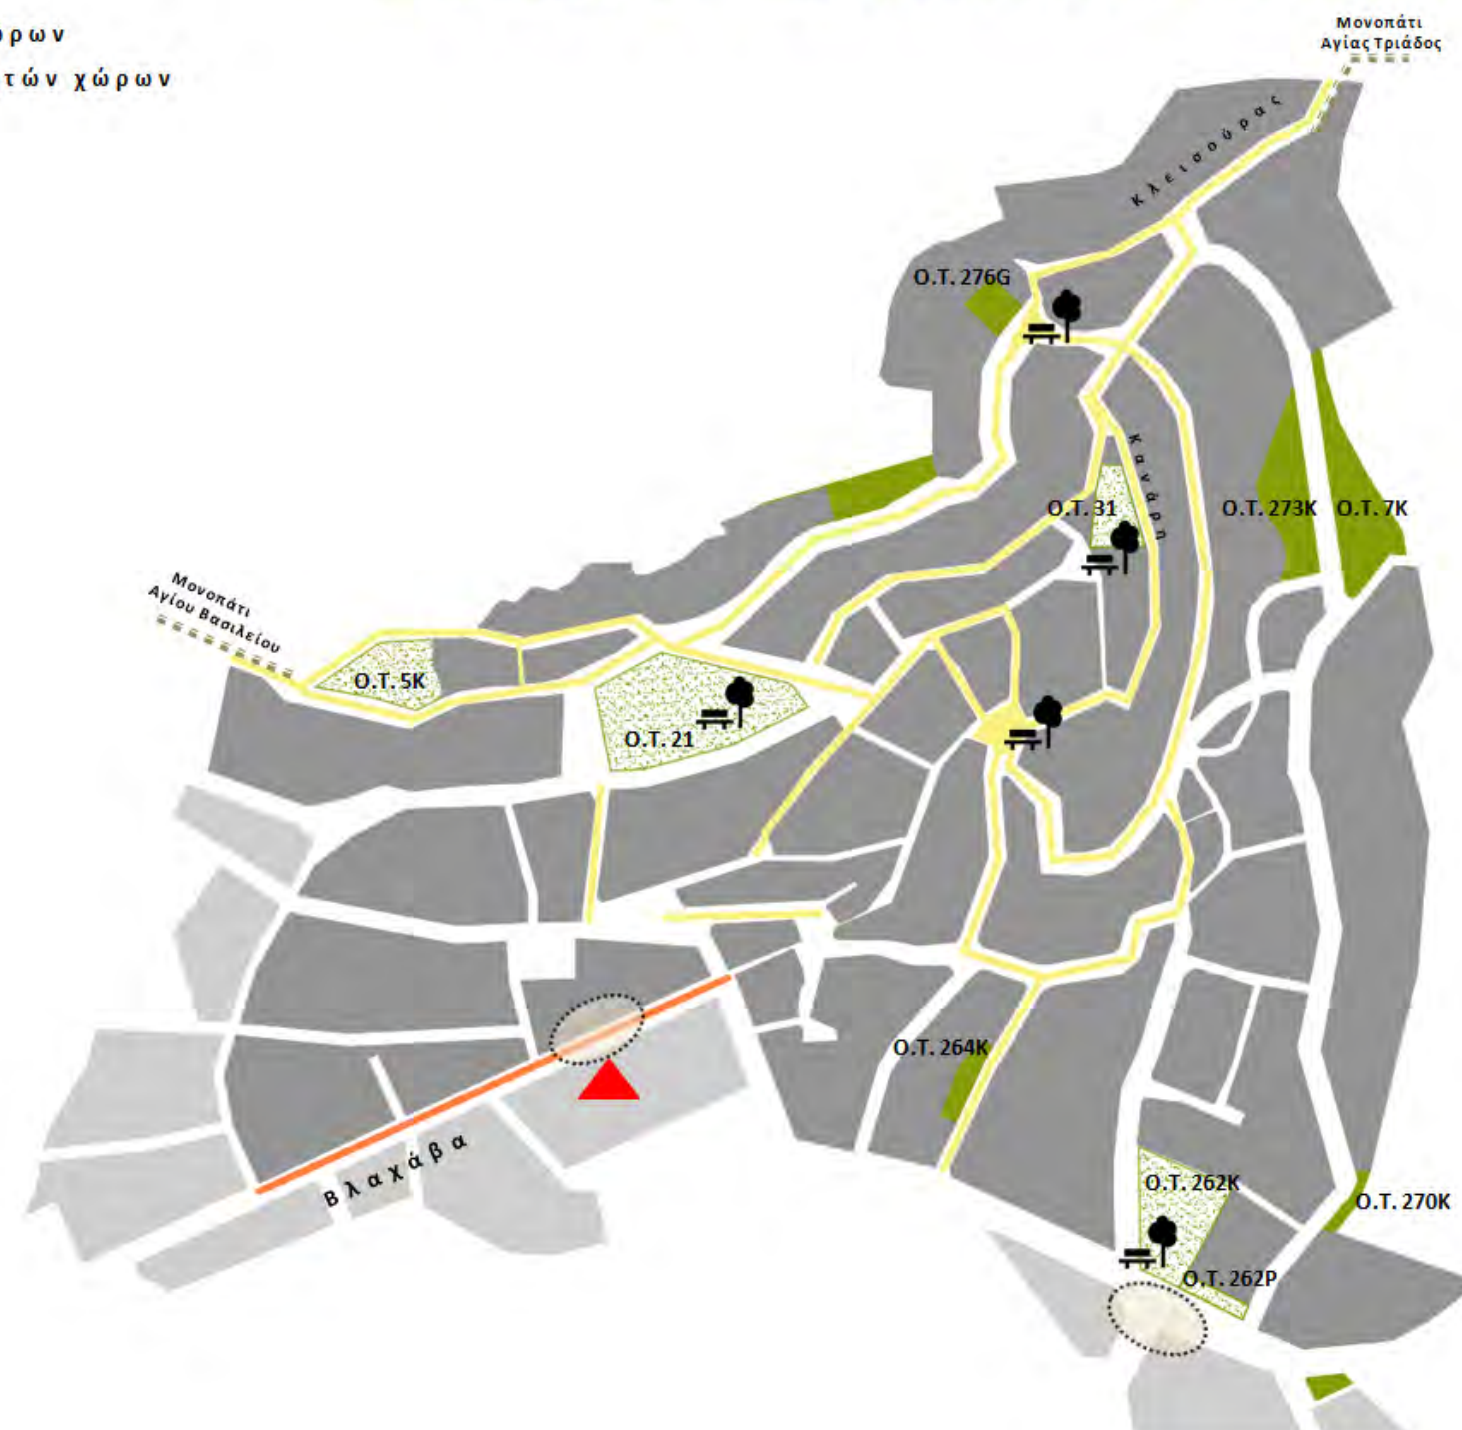 ρων
τών χώρων
Μονοπάτι
Αγίας Τριάδος
Κλεισούρας
Ο.Τ. 276G
Κανάρη
Ο.Τ. 31
Ο.Τ. 273Κ
Ο.Τ. 7Κ
Μονοπάτι
Αγίου Βασιλείου
Ο.Τ. 5Κ
Ο.Τ. 21
Ο.Τ. 264Κ
Βλαχάβα
Ο.Τ. 262Κ
Ο.Τ. 270Κ
Ο.Τ. 262Ρ